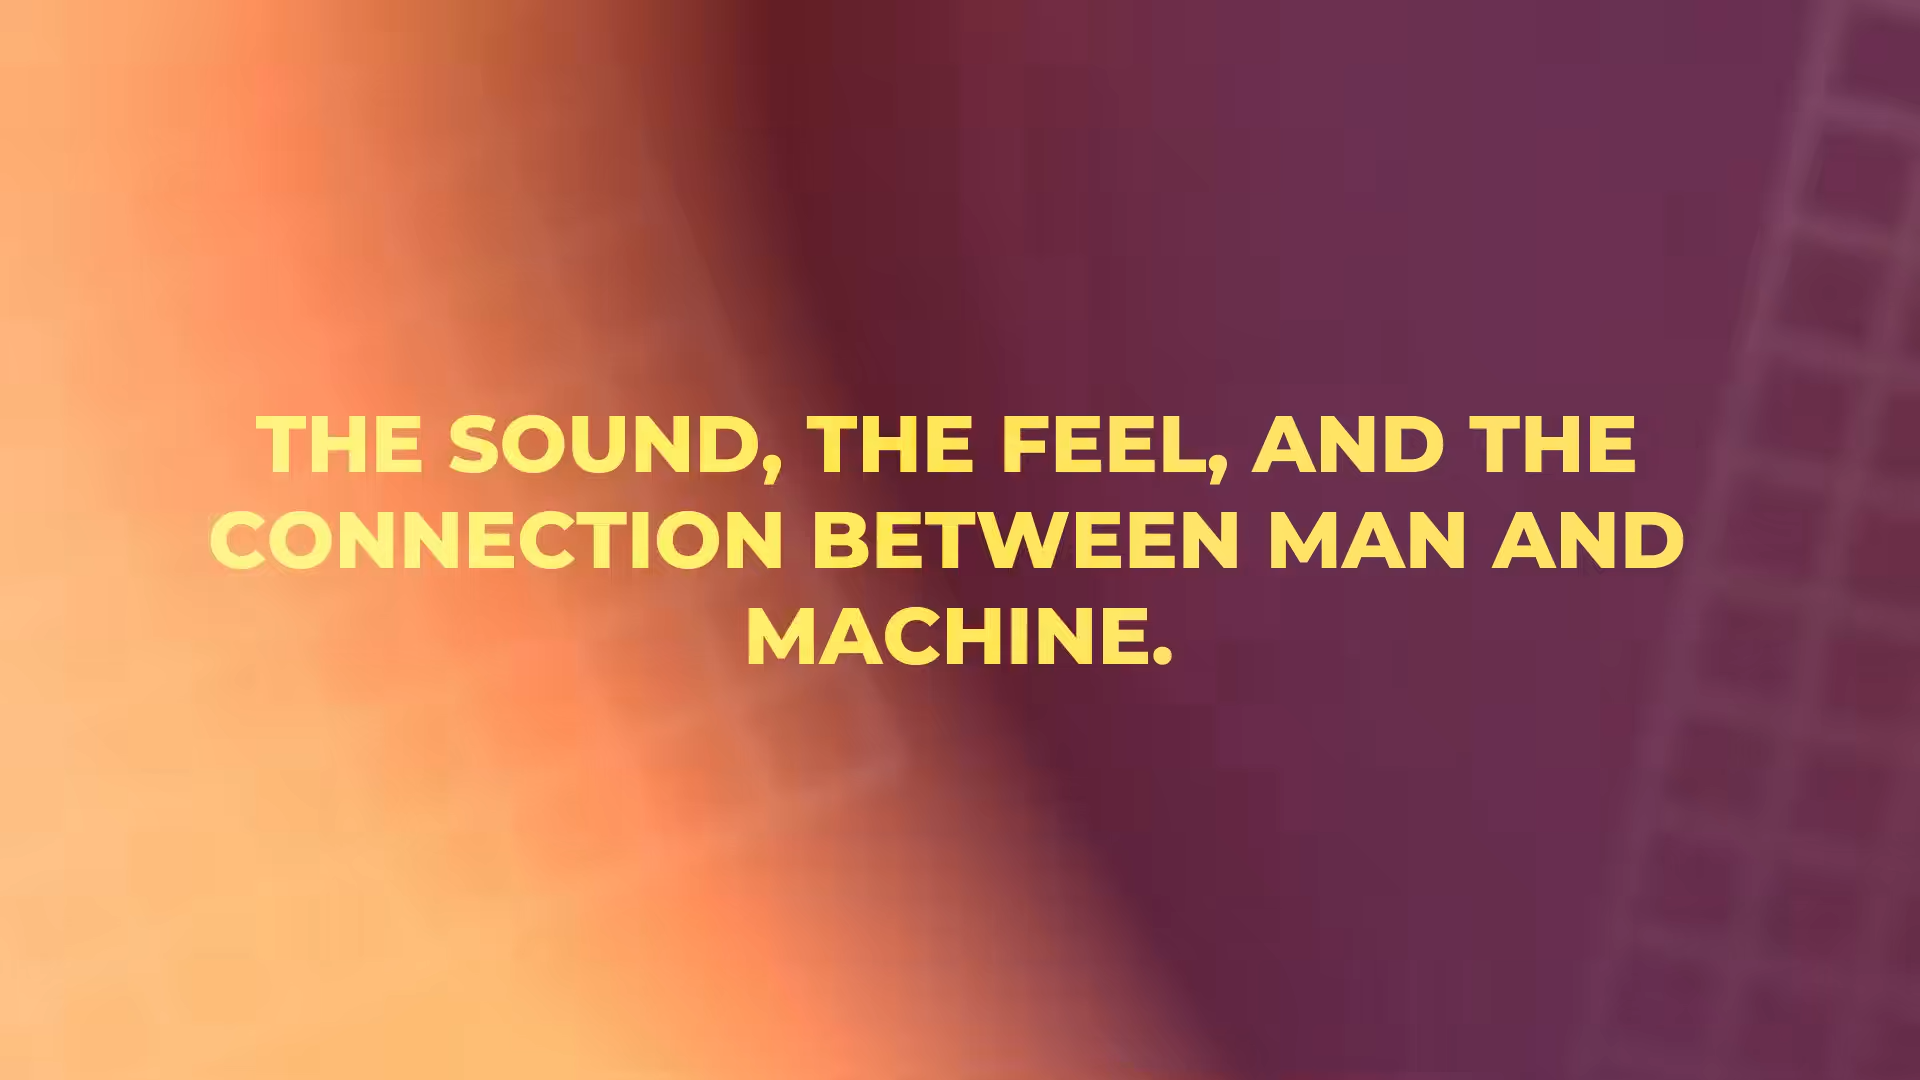 THE SOUND, THE FEEL, AND THE
CONNECTION BETWEEN MAN AND
MACHINE.